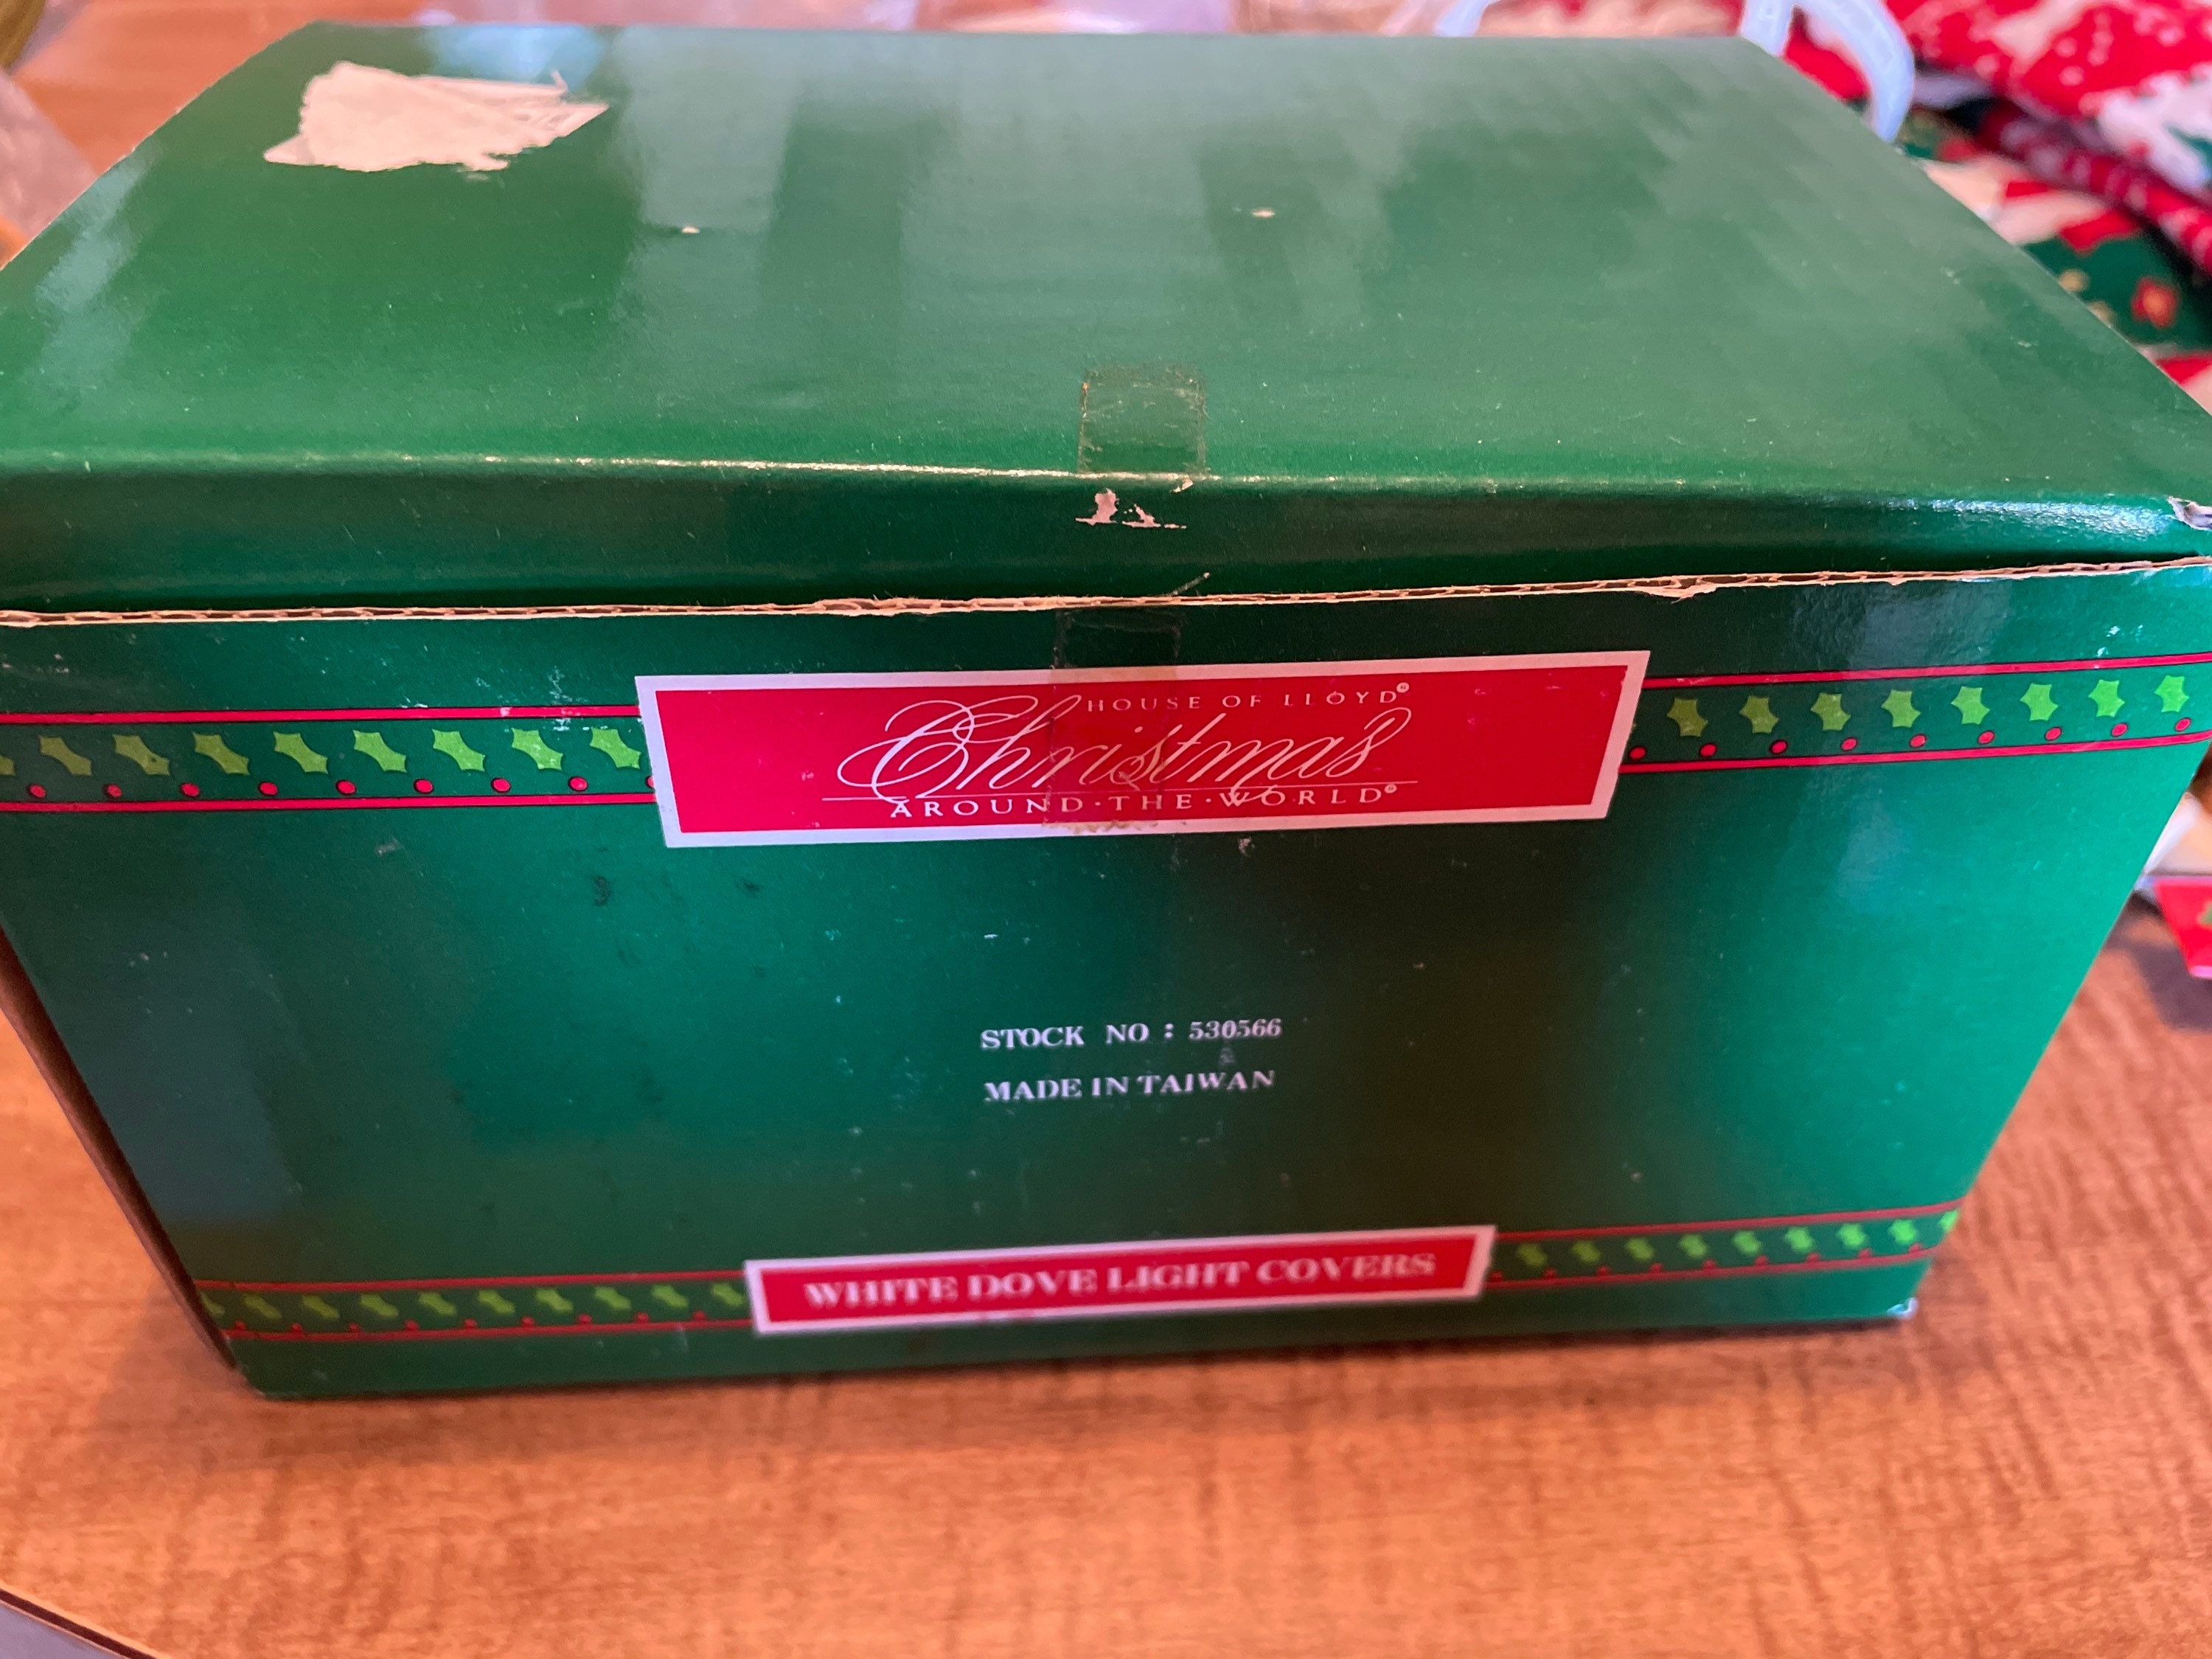 HOUSE OF LLOYD®
Christmas
AROUND·THE·WORLD®
STOCK NO : 530566
MADE IN TAIWAN
WHITE DOVE LIGHT COVERS